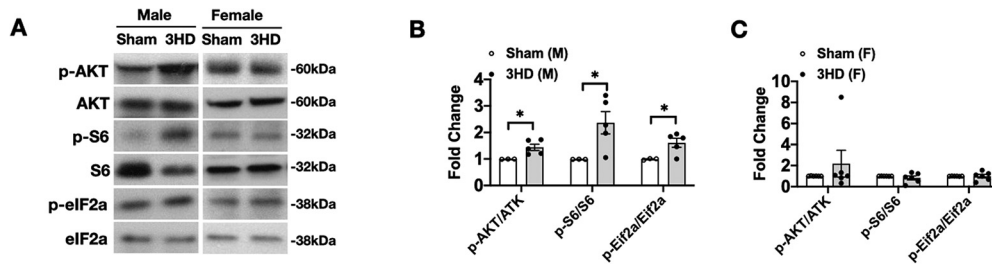 A
Male Female
Sham 3HD Sham 3HD
p-AKT -60kDa
AKT -60kDa
p-S6 -32kDa
S6 -32kDa
p-eIF2a -38kDa
eIF2a -38kDa
B
Sham (M)
3HD (M)
Fold Change
5
4
3
2
1
0
*
*
*
p-AKT/ATK
p-S6/S6
p-Eif2a/Eif2a
C
Sham (F)
3HD (F)
Fold Change
10
8
6
4
2
0
p-AKT/ATK
p-S6/S6
p-Eif2a/Eif2a